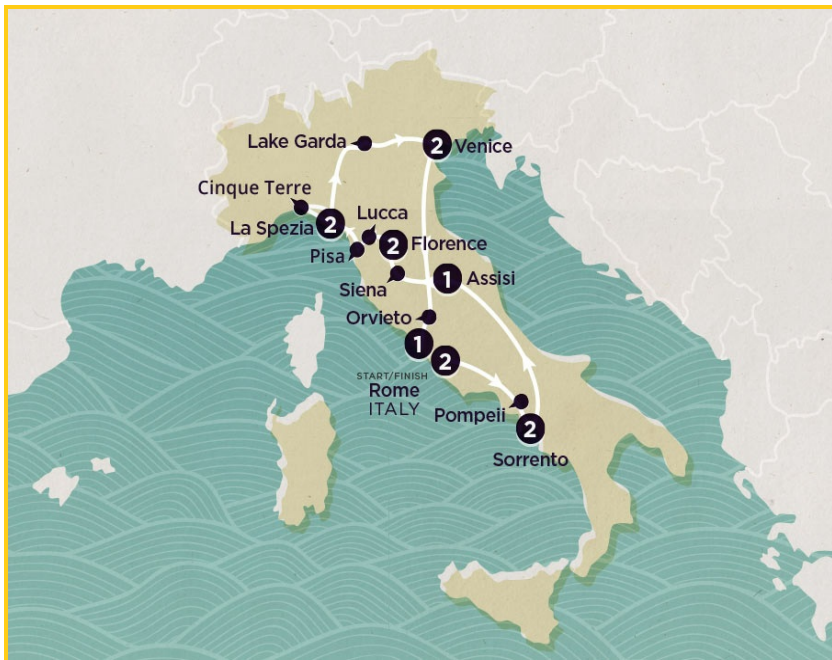 Lake Garda
2 Venice
Cinque Terre
La Spezia 2
Lucca
2 Florence
Pisa
Siena
1 Assisi
Orvieto
1
2
START/FINISH
Rome
ITALY
Pompeii
2
Sorrento